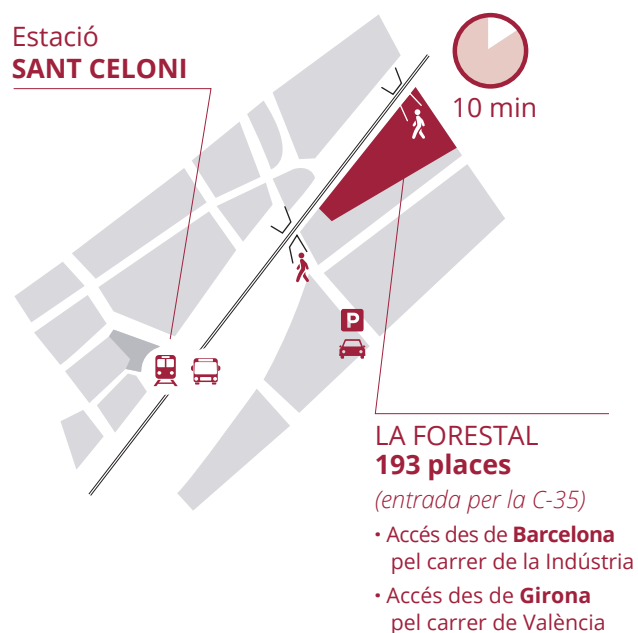 Estació
SANT CELONI
10 min
P
LA FORESTAL
193 places
(entrada per la C-35)
• Accés des de Barcelona
pel carrer de la Indústria
• Accés des de Girona
pel carrer de València